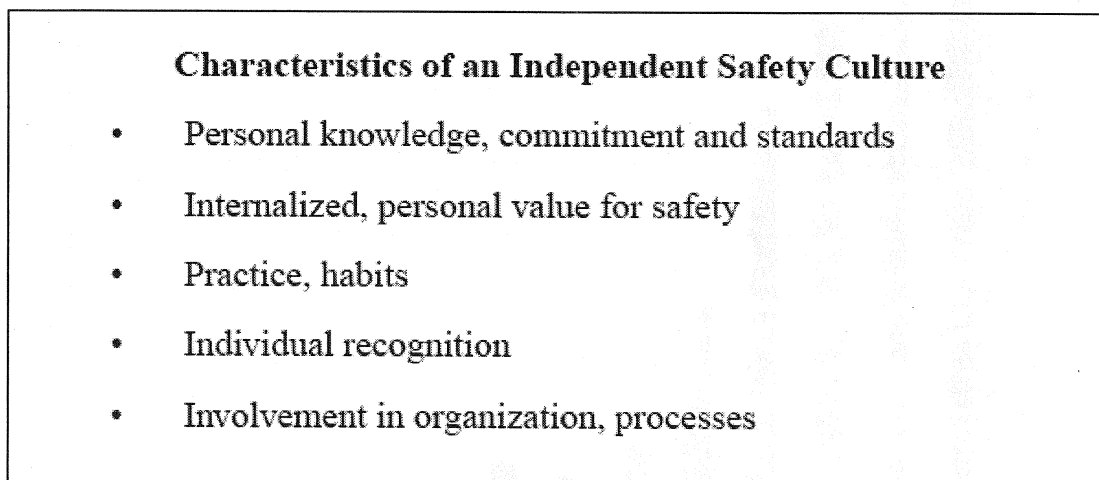 Characteristics of an Independent Safety Culture
• Personal knowledge, commitment and standards
• Internalized, personal value for safety
• Practice, habits
• Individual recognition
• Involvement in organization, processes